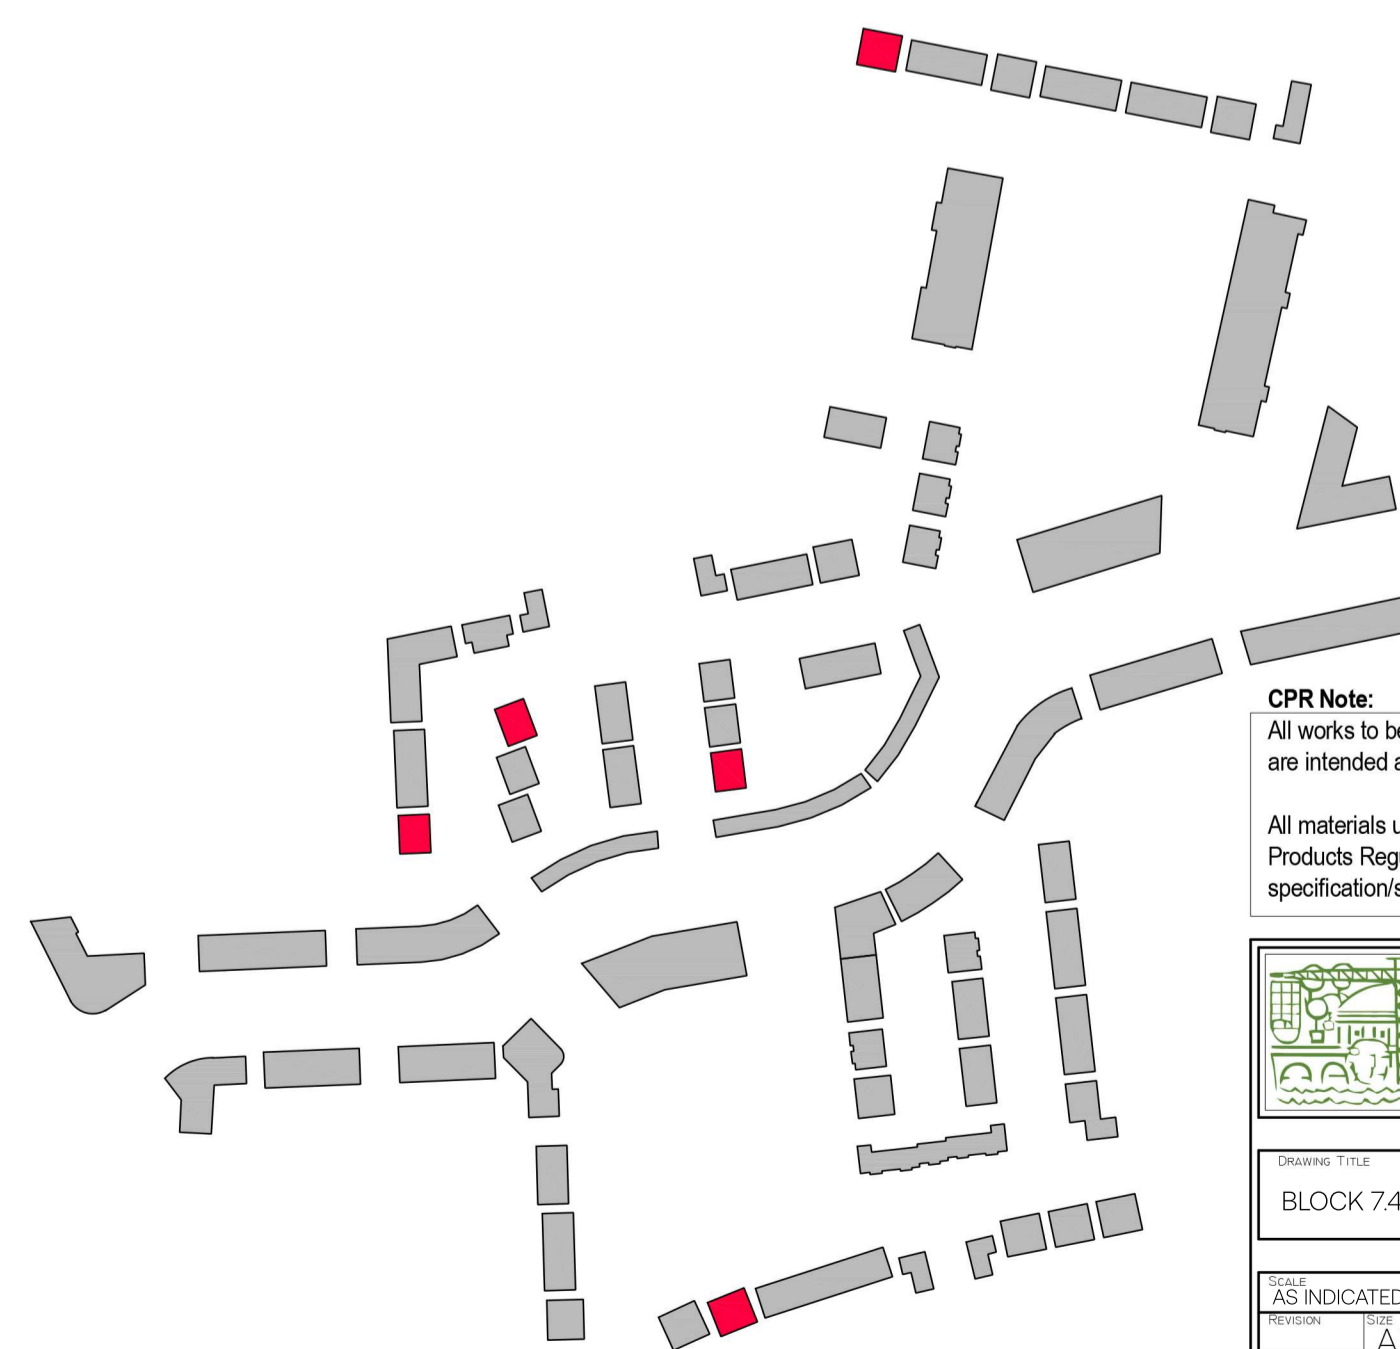 CPR Note:
All works to be
are intended a
All materials u
Products Reg
specification/s
DRAWING TITLE
BLOCK 7.4
SCALE
AS INDICATED
REVISION
SIZE
A